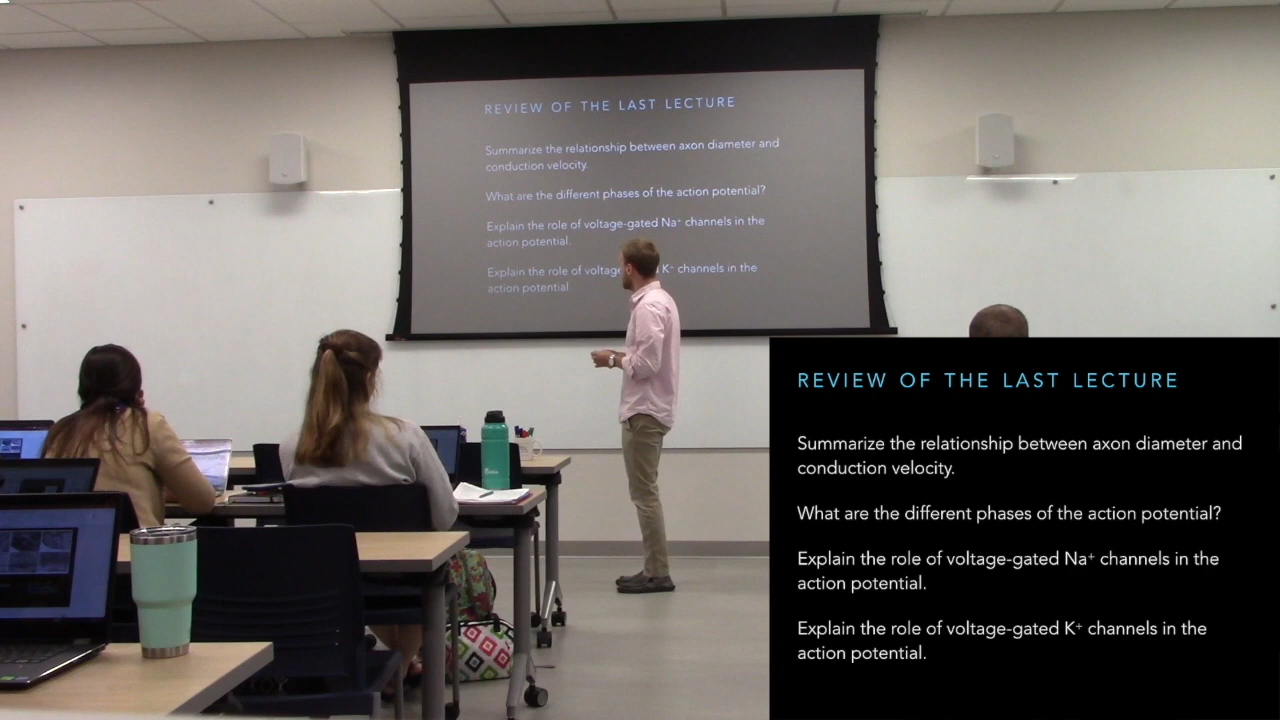 REVIEW OF THE LAST LECTURE
Summarize the relationship between axon diameter and
conduction velocity.
What are the different phases of the action potential?
Explain the role of voltage-gated Na⁺ channels in the
action potential.
Explain the role of voltage K⁺ channels in the
action potential
REVIEW OF THE LAST LECTURE
Summarize the relationship between axon diameter and
conduction velocity.
What are the different phases of the action potential?
Explain the role of voltage-gated Na⁺ channels in the
action potential.
Explain the role of voltage-gated K⁺ channels in the
action potential.